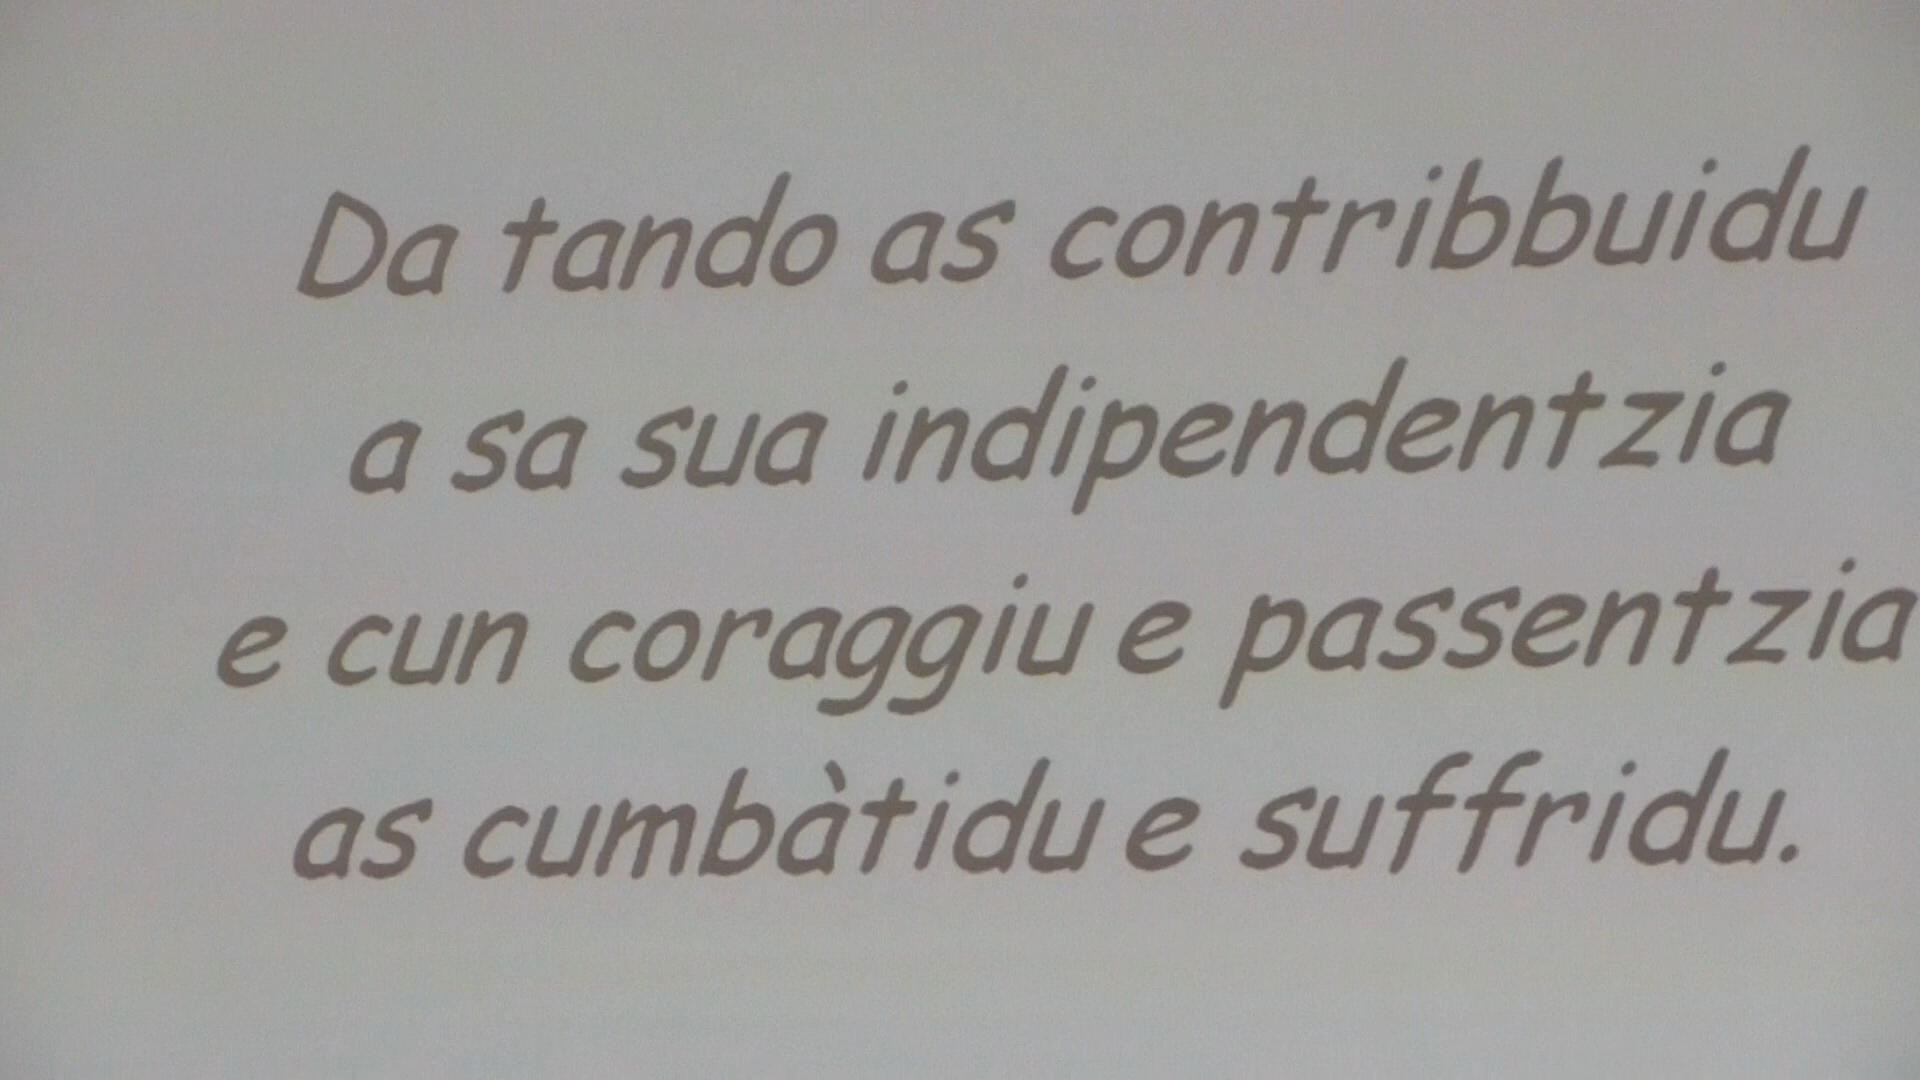 Da tando as contribbuidu
a sa sua indipendentzia
e cun coraggiu e passentzia
as cumbàtidu e suffridu.